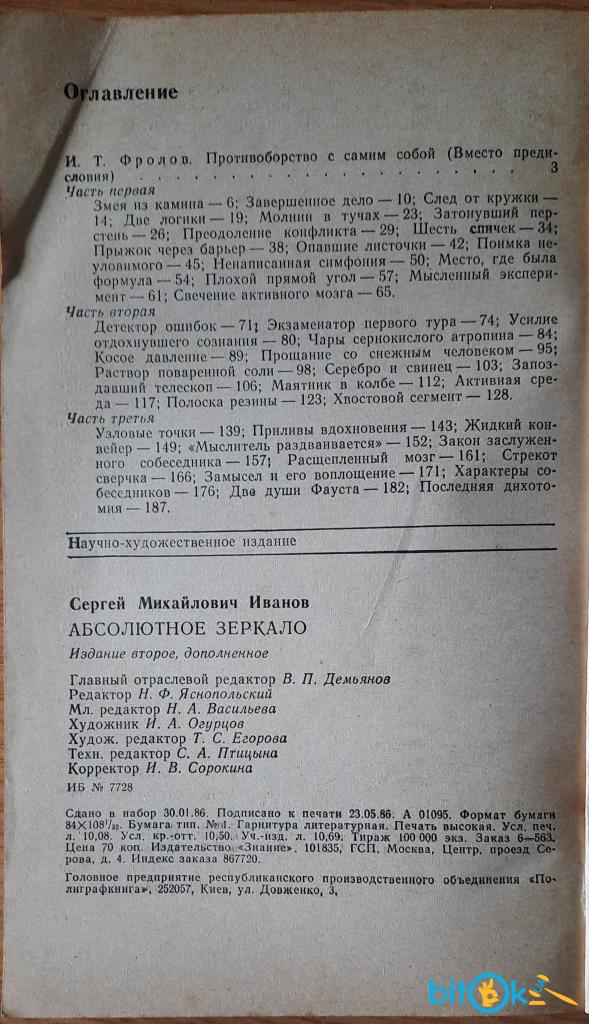 Оглавление
И. Т. Фролов. Противоборство с самим собой (Вместо преди-
словия) . . . . . . . . . . . . . . . . 3
Часть первая
Змея из камина — 6; Завершенное дело — 10; След от кружки —
14; Две логики — 19; Молнии в тучах — 23; Затонувший пер-
стень — 26; Преодоление конфликта — 29; Шесть спичек — 34;
Прыжок через барьер — 38; Опавшие листочки — 42; Поимка не-
уловимого — 45; Ненаписанная симфония — 50; Место, где была
формула — 54; Плохой прямой угол — 57; Мысленный экспери-
мент — 61; Свечение активного мозга — 65.
Часть вторая
Детектор ошибок — 71; Экзаменатор первого тура — 74; Усилие
отдохнувшего сознания — 80; Чары сернокислого атропина — 84;
Косое давление — 89; Прощание со снежным человеком — 95;
Раствор поваренной соли — 98; Серебро и свинец — 103; Запоз-
давший телескоп — 106; Маятник в колбе — 112; Активная сре-
да — 117; Полоска резины — 123; Хвостовой сегмент — 128.
Часть третья
Узловые точки — 139; Приливы вдохновения — 143; Жидкий кон-
вейер — 149; «Мыслитель раздваивается» — 152; Закон заслужен-
ного собеседника — 157; Расщепленный мозг — 161; Стрекот
сверчка — 166; Замысел и его воплощение — 171; Характеры со-
беседников — 176; Две души Фауста — 182; Последняя дихото-
мия — 187.
Научно-художественное издание
Сергей Михайлович Иванов
АБСОЛЮТНОЕ ЗЕРКАЛО
Издание второе, дополненное
Главный отраслевой редактор В. П. Демьянов
Редактор Н. Ф. Яснопольский
Мл. редактор Н. А. Васильева
Художник И. А. Огурцов
Худож. редактор Т. С. Егорова
Техн. редактор С. А. Птицына
Корректор И. В. Сорокина
ИБ № 7728
Сдано в набор 30.01.86. Подписано к печати 23.05.86. А 01095. Формат бумаги
84×108¹/₃₂. Бумага тип. № 1. Гарнитура литературная. Печать высокая. Усл. печ.
л. 10,08. Усл. кр.-отт. 10,50. Уч.-изд. л. 10,69. Тираж 100 000 экз. Заказ 6—563.
Цена 70 коп. Издательство «Знание». 101835, ГСП, Москва, Центр, проезд Се-
рова, д. 4. Индекс заказа 867720.
Головное предприятие республиканского производственного объединения «По-
лиграфкнига», 252057, Киев, ул. Довженко, 3,
bitok.ua